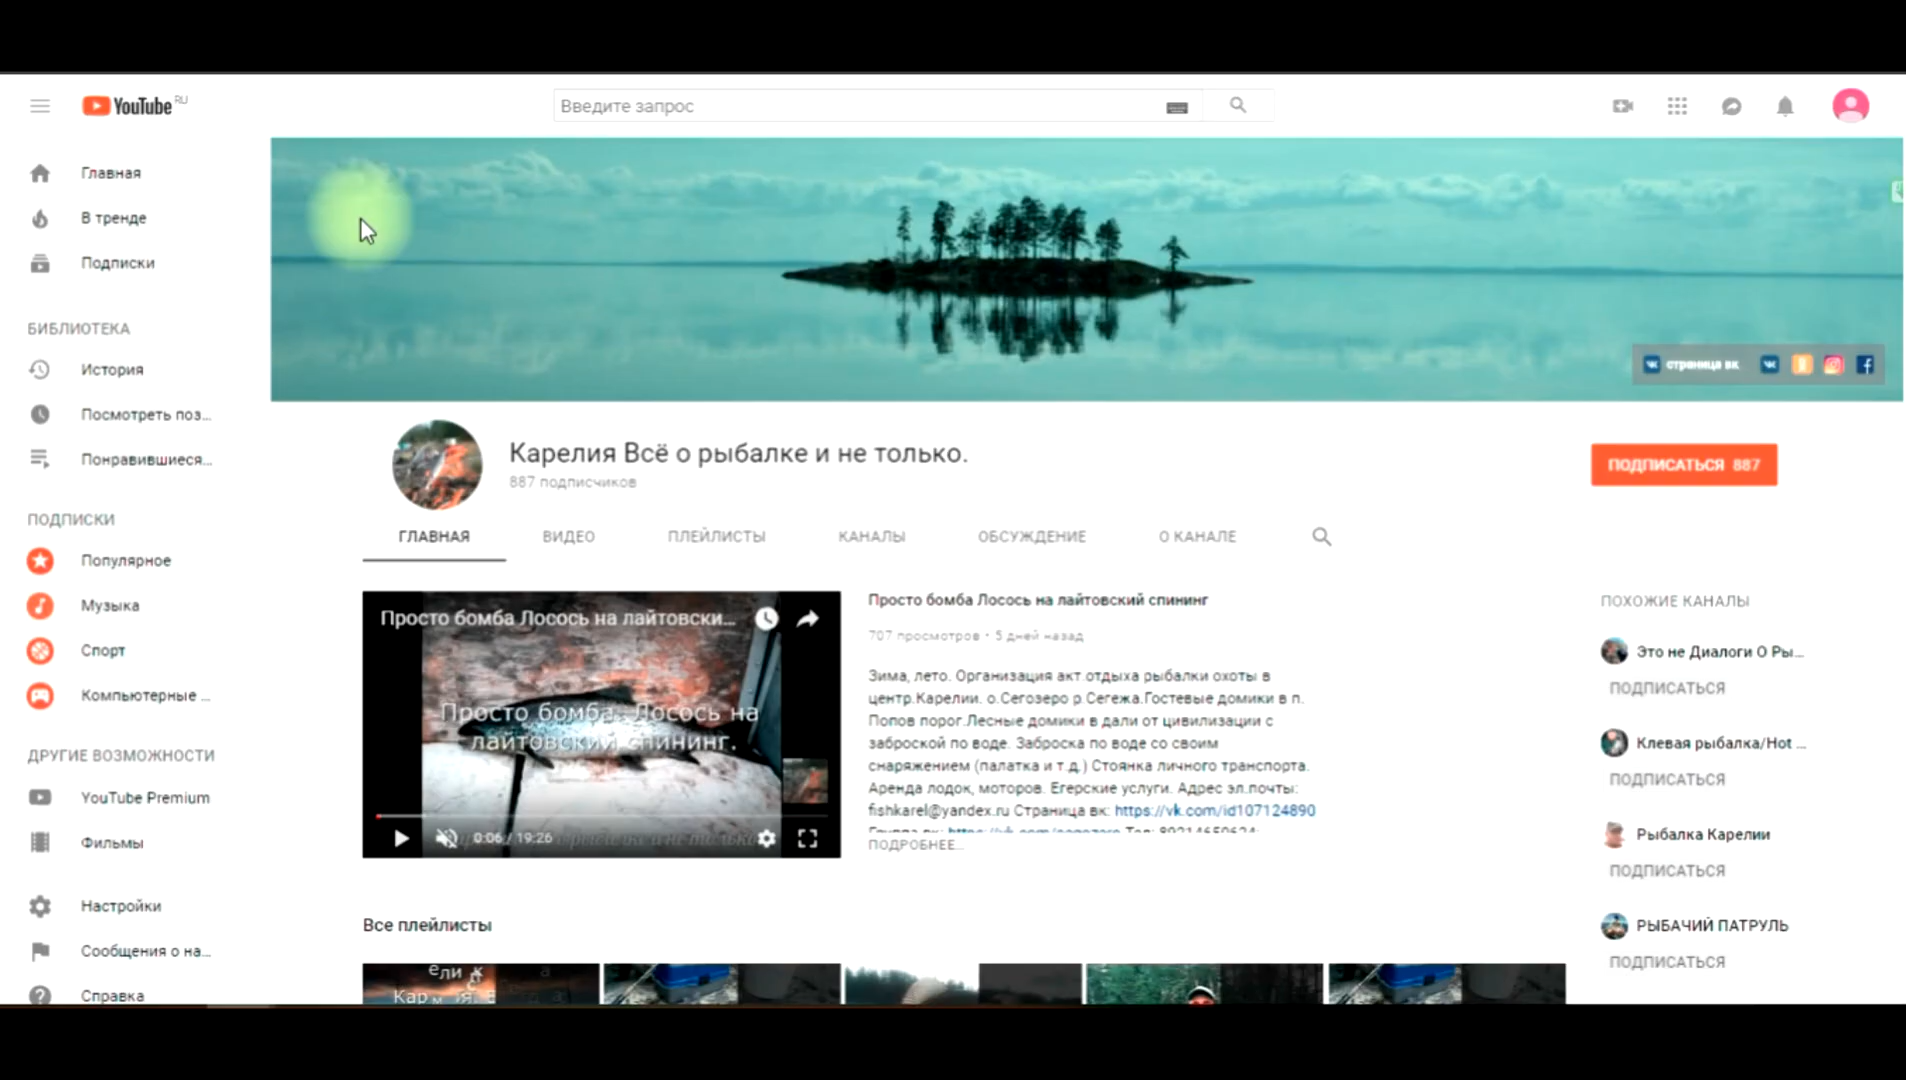 YouTube RU
Введите запрос
Главная
В тренде
Подписки
БИБЛИОТЕКА
История
Посмотреть поз...
Понравившиеся...
ПОДПИСКИ
Популярное
Музыка
Спорт
Компьютерные ...
ДРУГИЕ ВОЗМОЖНОСТИ
YouTube Premium
Фильмы
Настройки
Сообщения о на...
Справка
страница вк
Карелия Всё о рыбалке и не только.
887 подписчиков
ПОДПИСАТЬСЯ 887
ГЛАВНАЯ
ВИДЕО
ПЛЕЙЛИСТЫ
КАНАЛЫ
ОБСУЖДЕНИЕ
О КАНАЛЕ
Просто бомба Лосось на лайтовски...
Просто бомба. Лосось на
лайтовский спининг.
0:06 / 19:26
Просто бомба Лосось на лайтовский спининг
707 просмотров • 5 дней назад
Зима, лето. Организация акт.отдыха рыбалки охоты в
центр.Карелии. о.Сегозеро р.Сегежа.Гостевые домики в п.
Попов порог.Лесные домики в дали от цивилизации с
заброской по воде. Заброска по воде со своим
снаряжением (палатка и т.д.) Стоянка личного транспорта.
Аренда лодок, моторов. Егерские услуги. Адрес эл.почты:
fishkarel@yandex.ru Страница вк: https://vk.com/id107124890
ПОДРОБНЕЕ...
Все плейлисты
ПОХОЖИЕ КАНАЛЫ
Это не Диалоги О Ры...
ПОДПИСАТЬСЯ
Клевая рыбалка/Hot ...
ПОДПИСАТЬСЯ
Рыбалка Карелии
ПОДПИСАТЬСЯ
РЫБАЧИЙ ПАТРУЛЬ
ПОДПИСАТЬСЯ